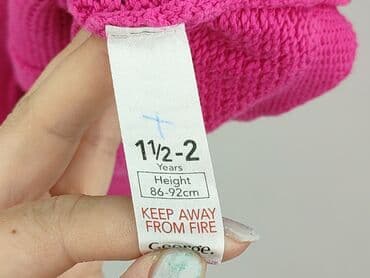 1½-2
Years
Height
86-92cm
KEEP AWAY
FROM FIRE
George.